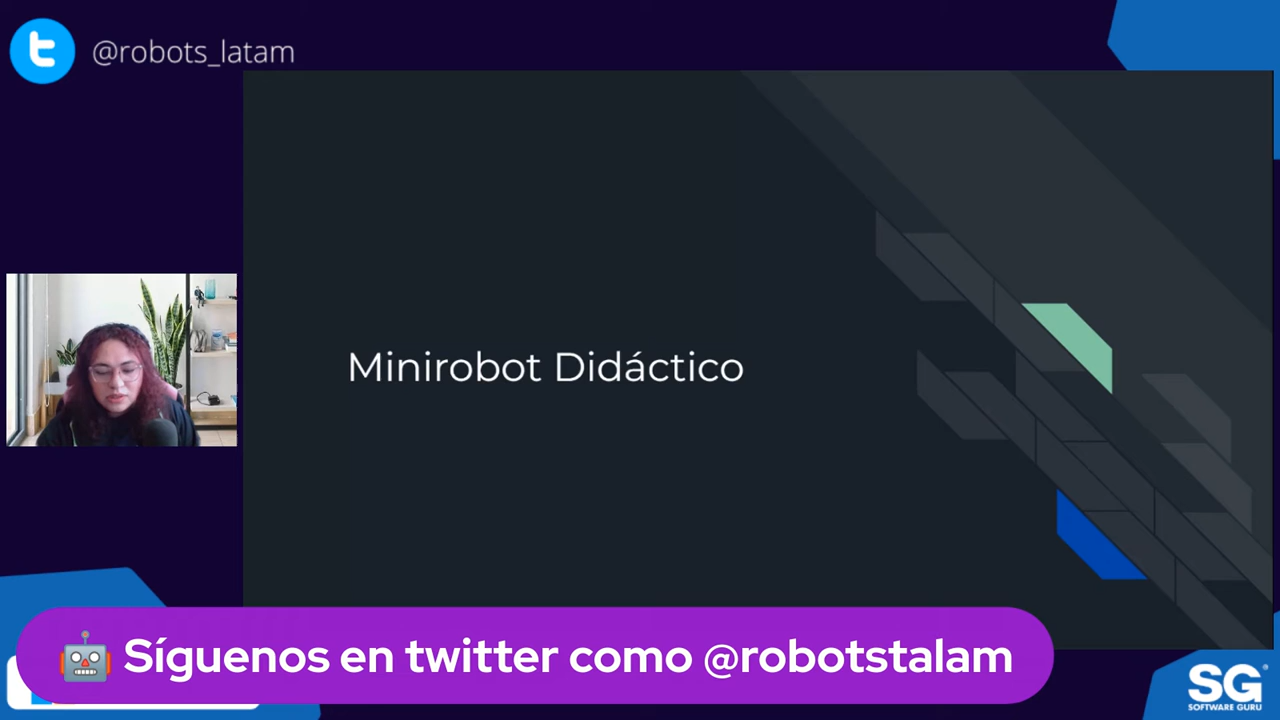 @robots_latam
Minirobot Didáctico
🤖 Síguenos en twitter como @robotstalam
SG
SOFTWARE GURU